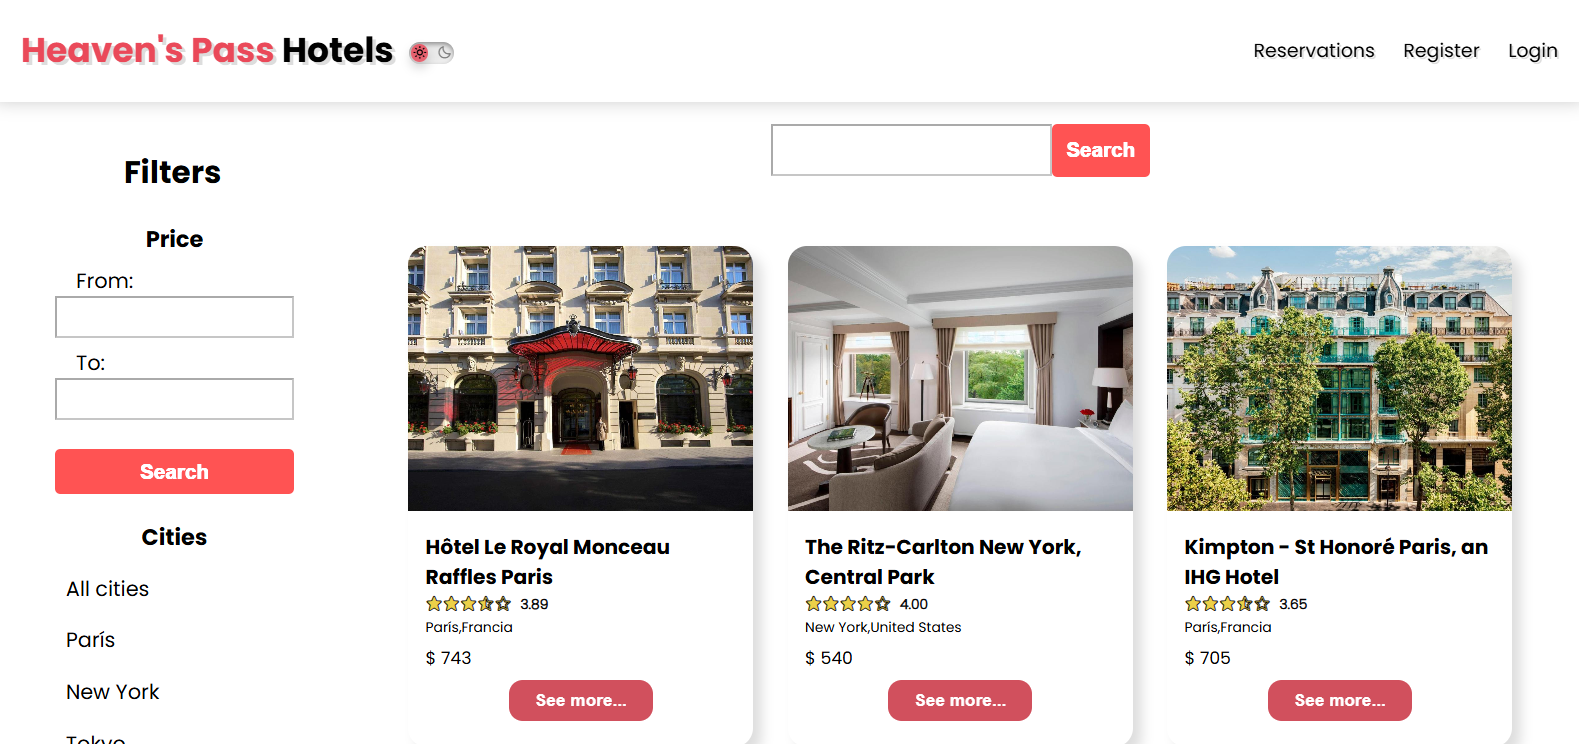 Heaven's Pass Hotels
Reservations Register Login
Search
Filters
Price
From:
To:
Search
Cities
All cities
París
New York
Tokyo
Hôtel Le Royal Monceau
Raffles Paris
3.89
París,Francia
$ 743
See more...
The Ritz-Carlton New York,
Central Park
4.00
New York,United States
$ 540
See more...
Kimpton - St Honoré Paris, an
IHG Hotel
3.65
París,Francia
$ 705
See more...